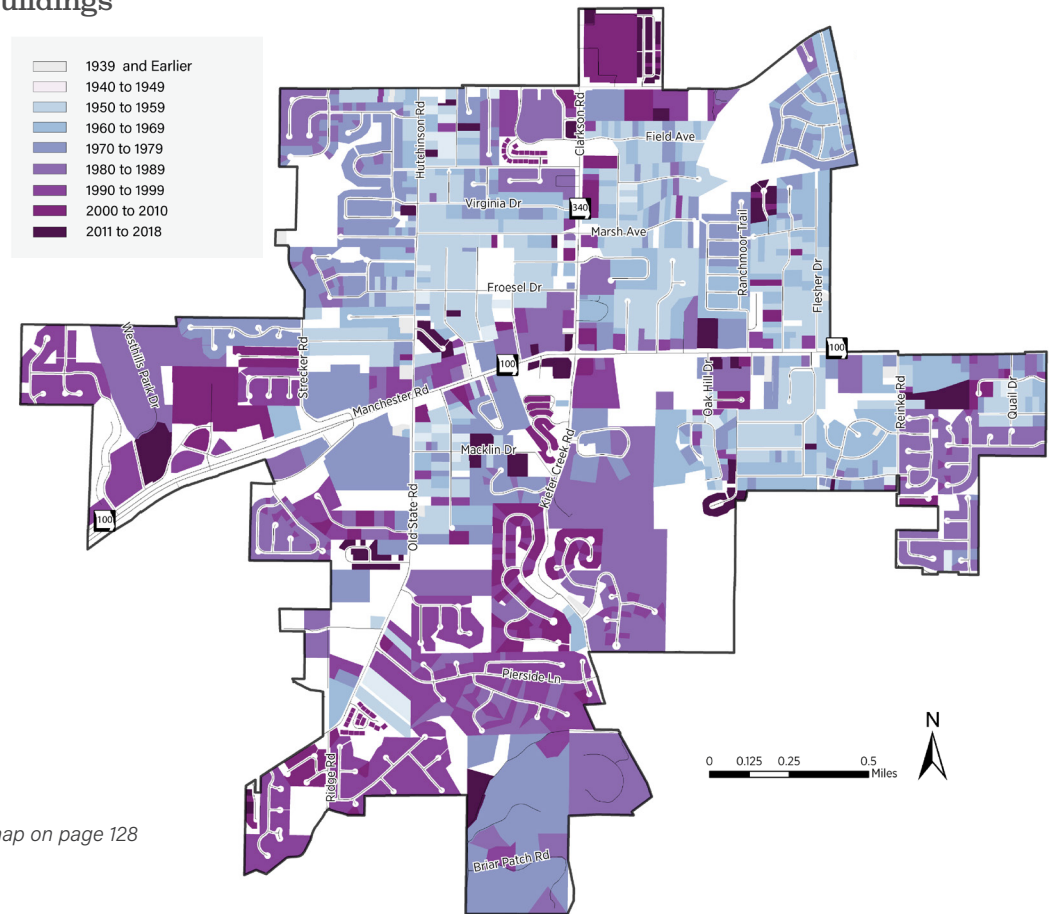 1939 and Earlier
1940 to 1949
1950 to 1959
1960 to 1969
1970 to 1979
1980 to 1989
1990 to 1999
2000 to 2010
2011 to 2018
Hutchinson Rd
Clarkson Rd
Field Ave
Virginia Dr
340
Marsh Ave
Ranchmoor Trail
Flesher Dr
Froesel Dr
Westhills Park Dr
Strecker Rd
100
100
Manchester Rd
Oak Hill Dr
Reinke Rd
Quail Dr
Macklin Dr
Kiefer Creek Rd
Old State Rd
100
Pierside Ln
Ridge Rd
Briar Patch Rd
N
0 0.125 0.25 0.5
Miles
on page 128